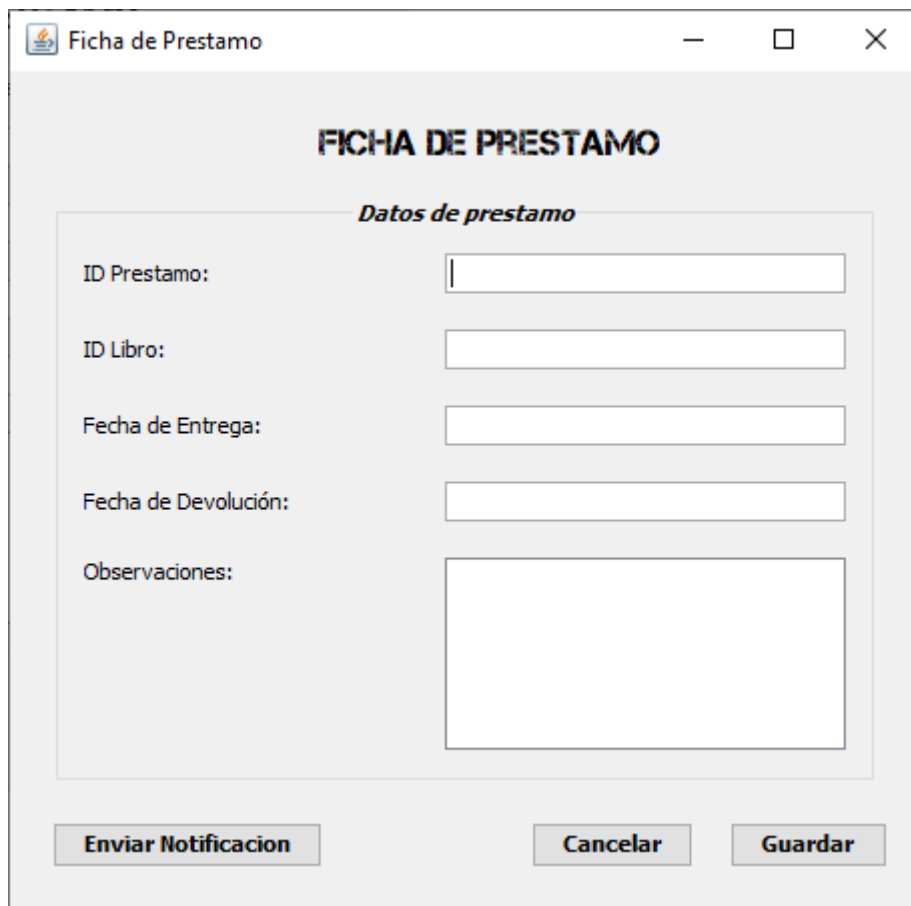 Ficha de Prestamo
FICHA DE PRESTAMO
Datos de prestamo
ID Prestamo:
ID Libro:
Fecha de Entrega:
Fecha de Devolución:
Observaciones:
Enviar Notificacion
Cancelar
Guardar